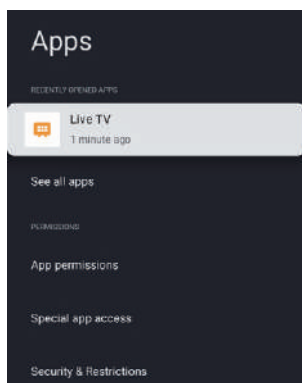 Apps
RECENTLY OPENED APPS
Live TV
1 minute ago
See all apps
PERMISSIONS
App permissions
Special app access
Security & Restrictions